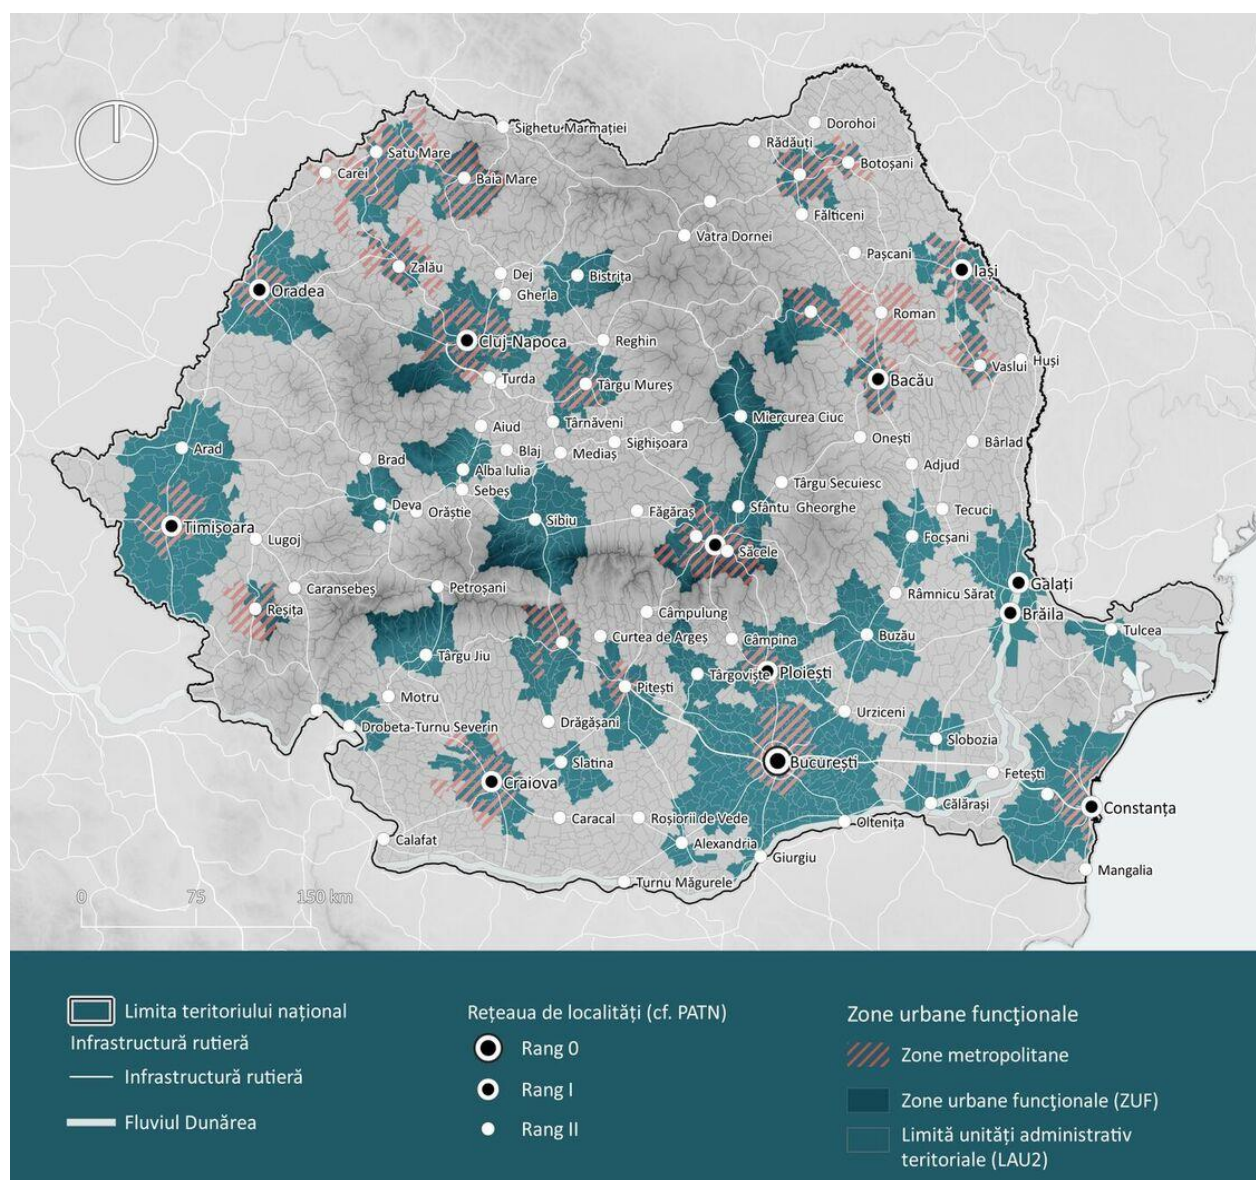 Sighetu Marmației
Dorohoi
Rădăuți
Botoșani
Satu Mare
Carei
Baia Mare
Fălticeni
Vatra Dornei
Pașcani
Iași
Zalău
Dej
Bistrița
Oradea
Gherla
Roman
Cluj-Napoca
Reghin
Huși
Vaslui
Turda
Târgu Mureș
Bacău
Miercurea Ciuc
Târnăveni
Aiud
Onești
Bârlad
Sighișoara
Arad
Blaj
Mediaș
Brad
Adjud
Alba Iulia
Sebeș
Târgu Secuiesc
Deva
Orăștie
Făgăraș
Sfântu Gheorghe
Tecuci
Sibiu
Timișoara
Lugoj
Focșani
Săcele
Caransebeș
Petroșani
Galați
Râmnicu Sărat
Reșița
Câmpulung
Brăila
Tulcea
Curtea de Argeș
Câmpina
Buzău
Târgu Jiu
Târgoviște
Ploiești
Pitești
Motru
Urziceni
Drobeta-Turnu Severin
Drăgășani
Slobozia
Slatina
București
Fetești
Craiova
Călărași
Constanța
Caracal
Roșiorii de Vede
Oltenița
Calafat
Alexandria
Giurgiu
Mangalia
Turnu Măgurele
0 75 150 km
Limita teritoriului național
Infrastructură rutieră
Infrastructură rutieră
Fluviul Dunărea
Rețeaua de localități (cf. PATN)
Rang 0
Rang I
Rang II
Zone urbane funcţionale
Zone metropolitane
Zone urbane funcţionale (ZUF)
Limită unități administrativ
teritoriale (LAU2)